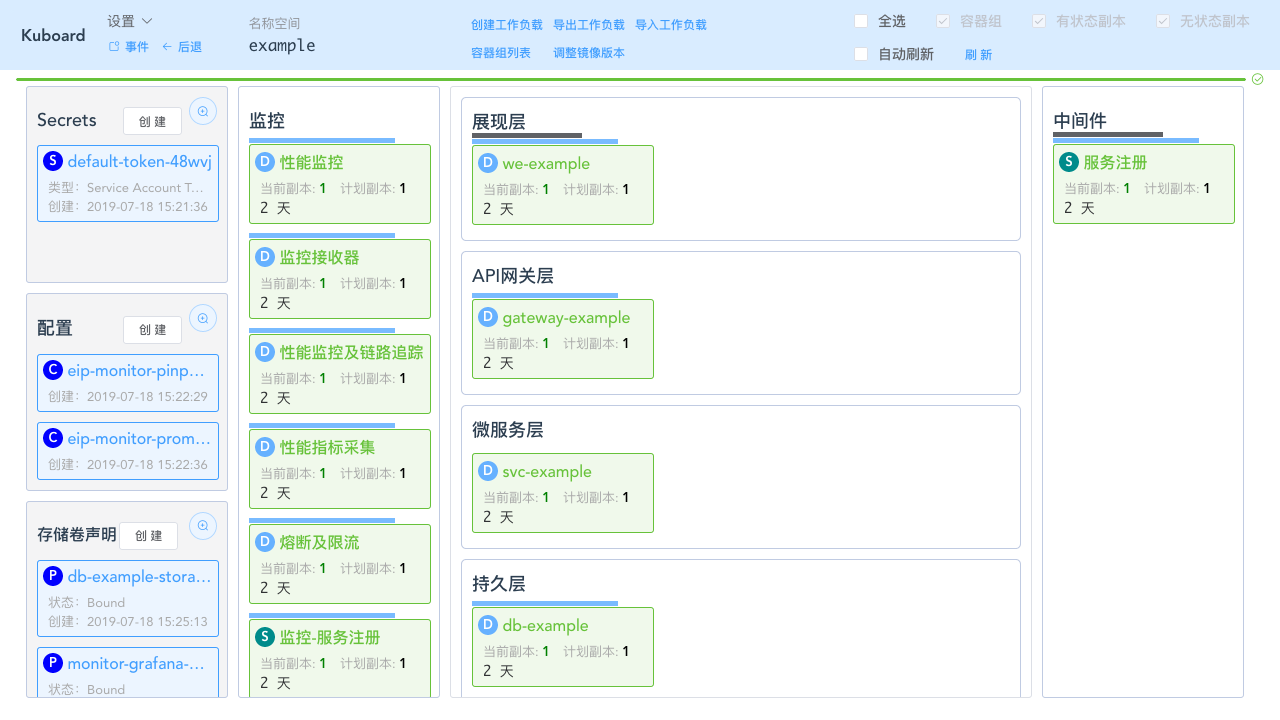 Kuboard
设置
事件 后退
名称空间
example
创建工作负载 导出工作负载 导入工作负载
容器组列表 调整镜像版本
全选 容器组 有状态副本 无状态副本
自动刷新 刷 新
Secrets 创 建
S default-token-48wvj
类型: Service Account T...
创建: 2019-07-18 15:21:36
配置 创 建
C eip-monitor-pinp...
创建: 2019-07-18 15:22:29
C eip-monitor-prom...
创建: 2019-07-18 15:22:36
存储卷声明 创 建
P db-example-stora...
状态: Bound
创建: 2019-07-18 15:25:13
P monitor-grafana-...
状态: Bound
监控
D 性能监控
当前副本: 1 计划副本: 1
2 天
D 监控接收器
当前副本: 1 计划副本: 1
2 天
D 性能监控及链路追踪
当前副本: 1 计划副本: 1
2 天
D 性能指标采集
当前副本: 1 计划副本: 1
2 天
D 熔断及限流
当前副本: 1 计划副本: 1
2 天
S 监控-服务注册
当前副本: 1 计划副本: 1
2 天
展现层
D we-example
当前副本: 1 计划副本: 1
2 天
API网关层
D gateway-example
当前副本: 1 计划副本: 1
2 天
微服务层
D svc-example
当前副本: 1 计划副本: 1
2 天
持久层
D db-example
当前副本: 1 计划副本: 1
2 天
中间件
S 服务注册
当前副本: 1 计划副本: 1
2 天